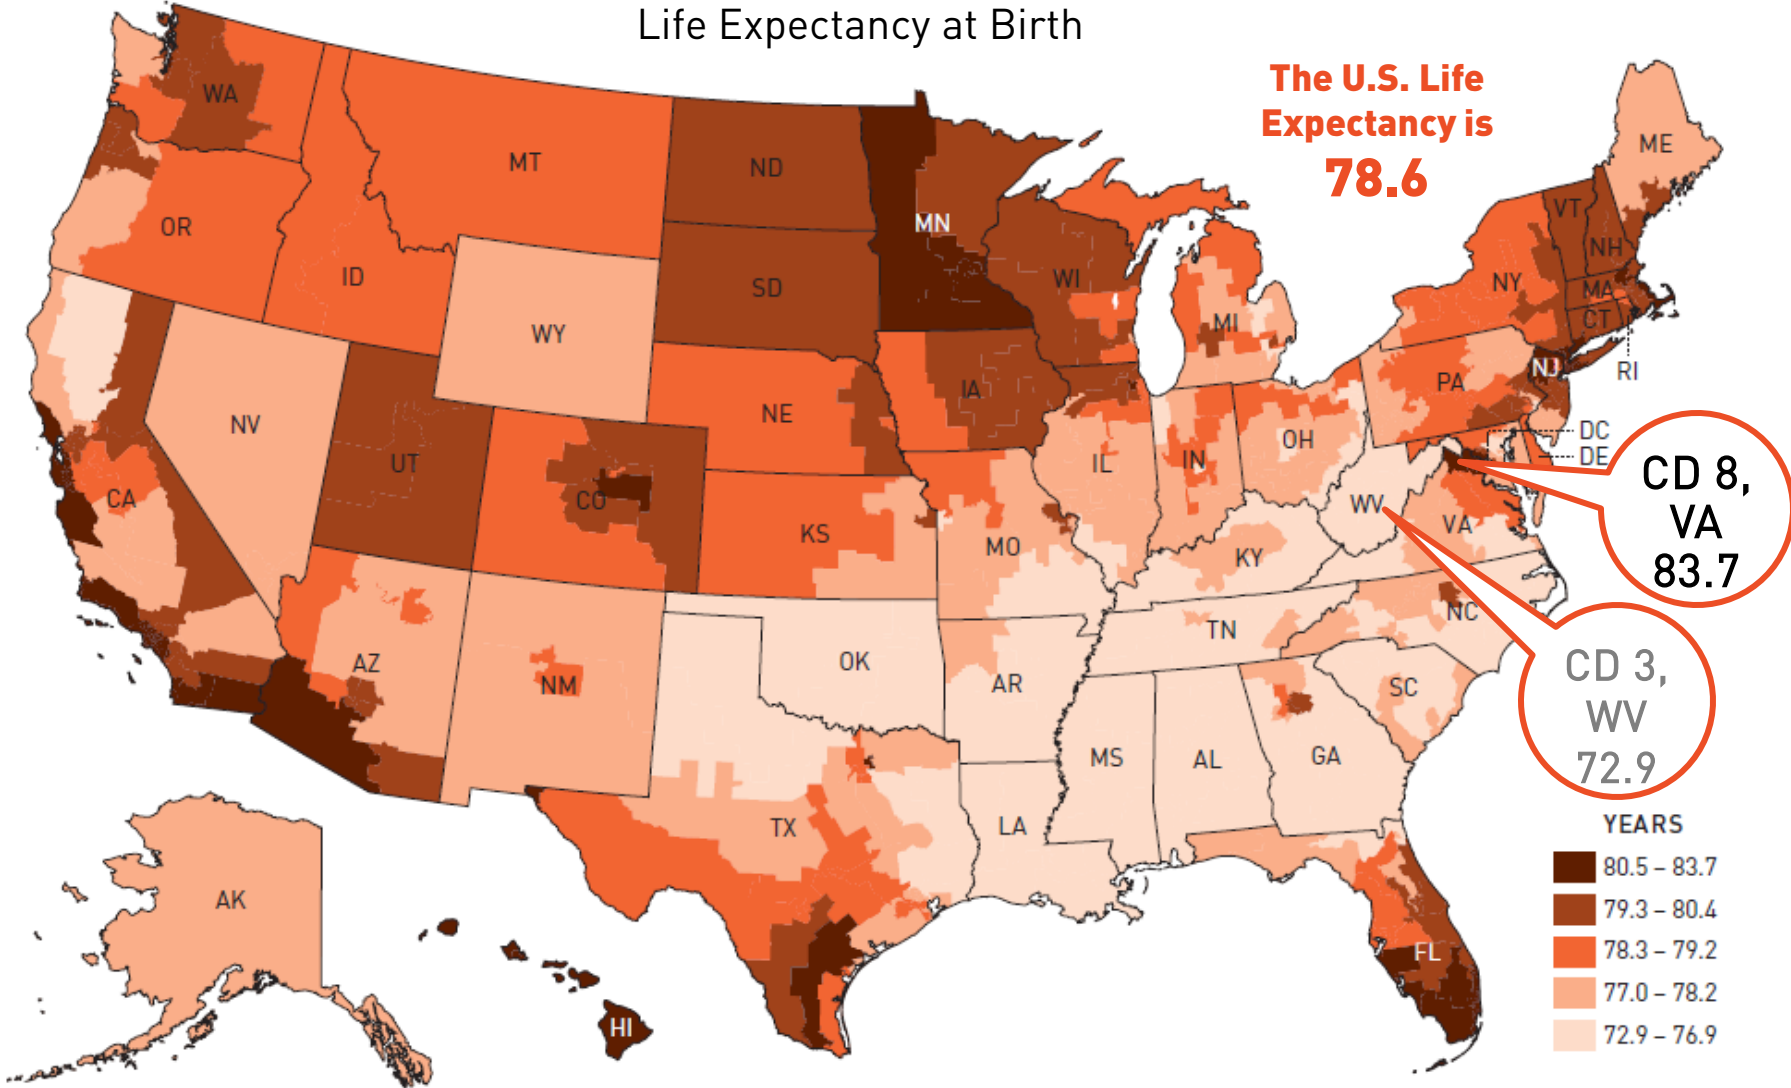 Life Expectancy at Birth
The U.S. Life
Expectancy is
78.6
WA
MT
ND
MN
ME
VT
NH
OR
ID
SD
WI
NY
MA
CT
RI
WY
MI
IA
PA
NJ
NV
NE
UT
CO
IL
IN
OH
DC
DE
CA
KS
MO
WV
VA
KY
CD 8,
VA
83.7
AZ
NM
OK
TN
NC
AR
SC
CD 3,
WV
72.9
MS
AL
GA
TX
LA
AK
HI
FL
YEARS
80.5 – 83.7
79.3 – 80.4
78.3 – 79.2
77.0 – 78.2
72.9 – 76.9